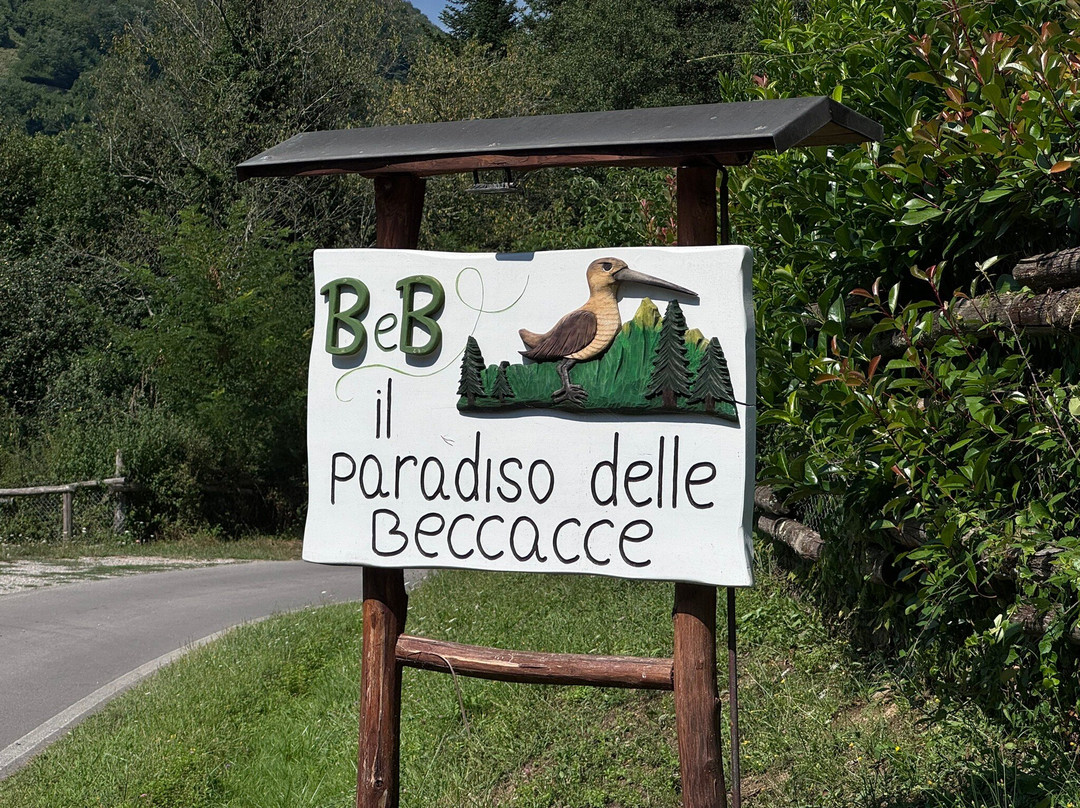 BeB
il
paradiso delle
Beccacce